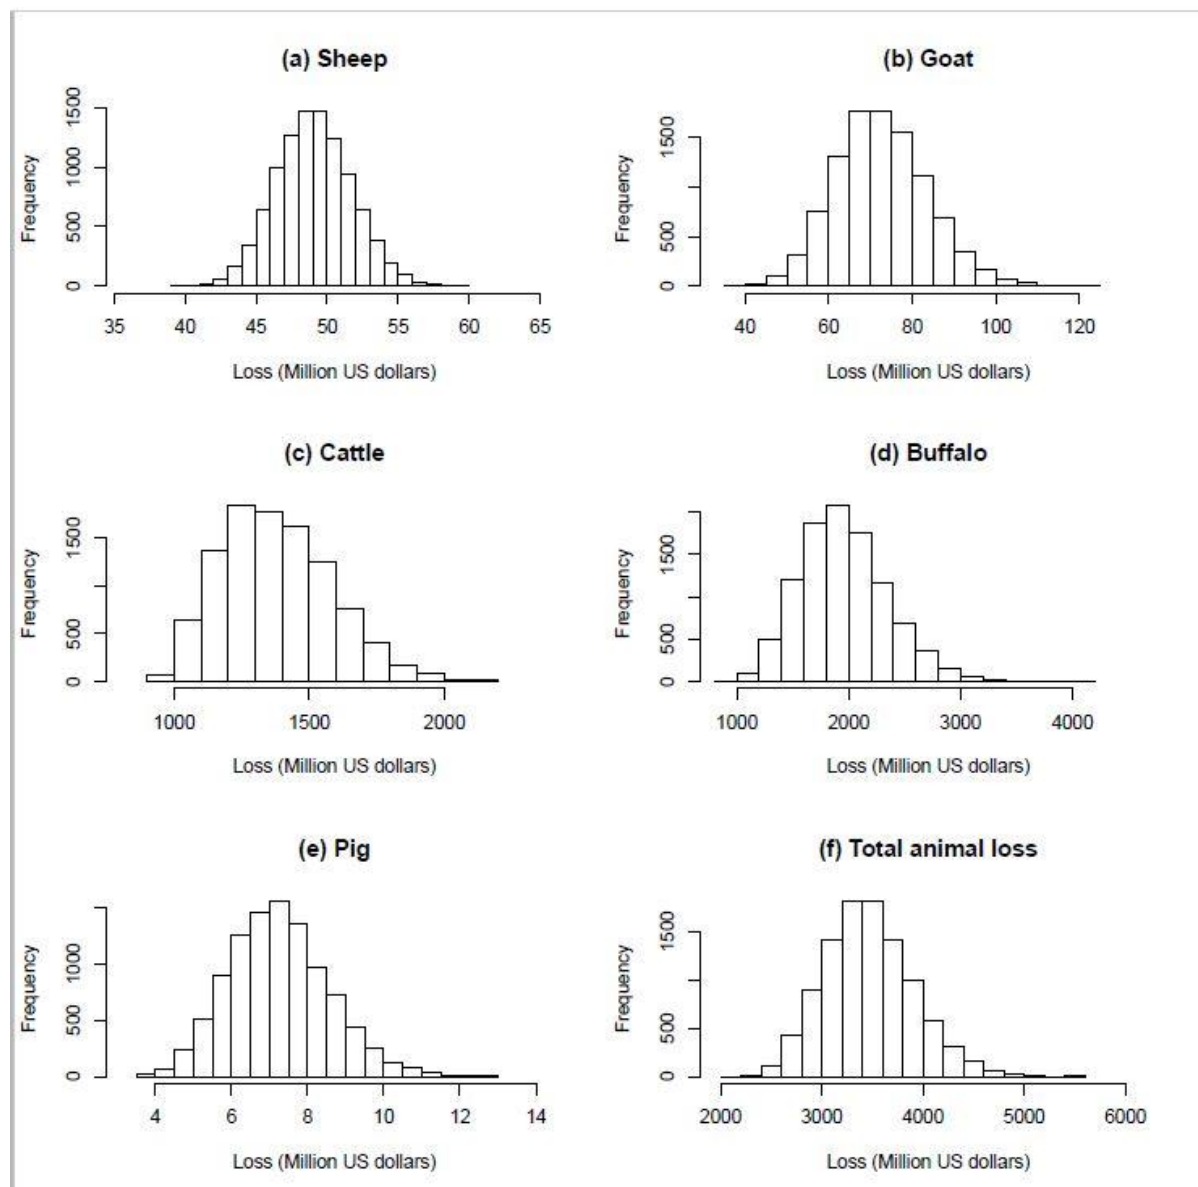 (a) Sheep
Frequency
0 500 1000 1500
35 40 45 50 55 60 65
Loss (Million US dollars)
(b) Goat
Frequency
0 500 1500
40 60 80 100 120
Loss (Million US dollars)
(c) Cattle
Frequency
0 500 1500
1000 1500 2000
Loss (Million US dollars)
(d) Buffalo
Frequency
0 500 1500
1000 2000 3000 4000
Loss (Million US dollars)
(e) Pig
Frequency
0 500 1000
4 6 8 10 12 14
Loss (Million US dollars)
(f) Total animal loss
Frequency
0 500 1500
2000 3000 4000 5000 6000
Loss (Million US dollars)